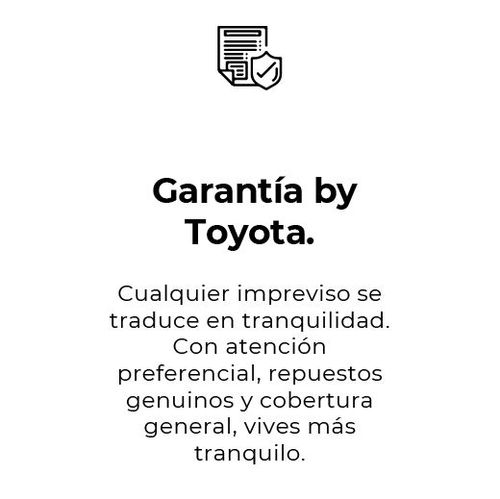 Garantía by
Toyota.
Cualquier impreviso se
traduce en tranquilidad.
Con atención
preferencial, repuestos
genuinos y cobertura
general, vives más
tranquilo.